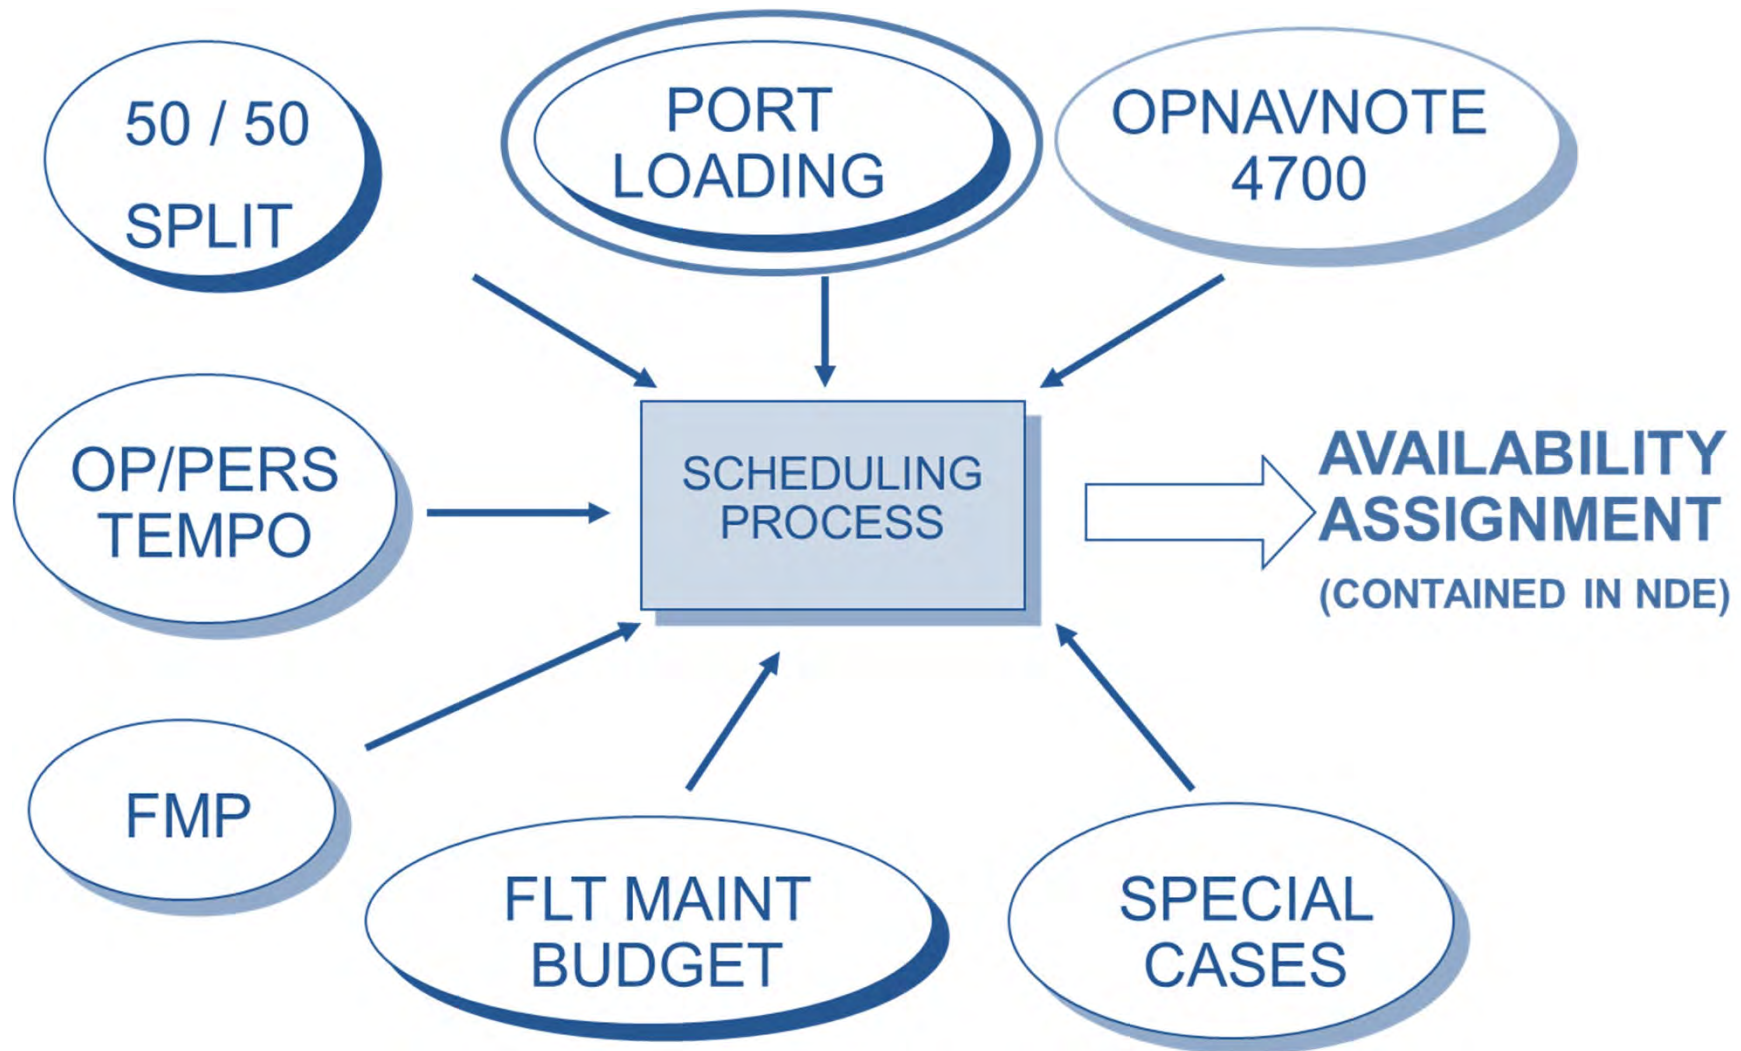 50 / 50
SPLIT
PORT
LOADING
OPNAVNOTE
4700
OP/PERS
TEMPO
SCHEDULING
PROCESS
AVAILABILITY
ASSIGNMENT
(CONTAINED IN NDE)
FMP
FLT MAINT
BUDGET
SPECIAL
CASES